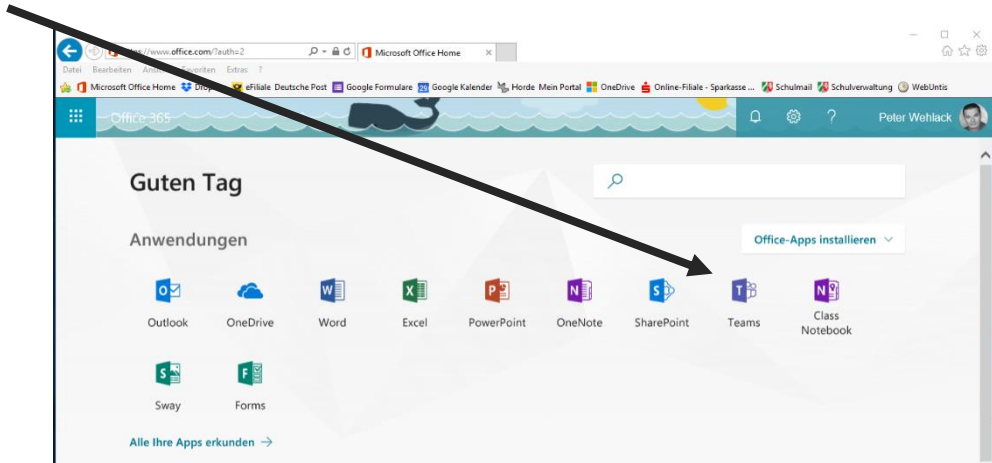 www.office.com/?auth=2
Microsoft Office Home
Datei Bearbeiten Favoriten Extras ?
Microsoft Office Home eFiliale Deutsche Post Google Formulare Google Kalender Horde Mein Portal OneDrive Online-Filiale - Sparkasse ... Schulmail Schulverwaltung WebUntis
Office 365 ? Peter Wehlack
Guten Tag
Anwendungen
Office-Apps installieren
Outlook OneDrive Word Excel PowerPoint OneNote SharePoint Teams Class Notebook
Sway Forms
Alle Ihre Apps erkunden →